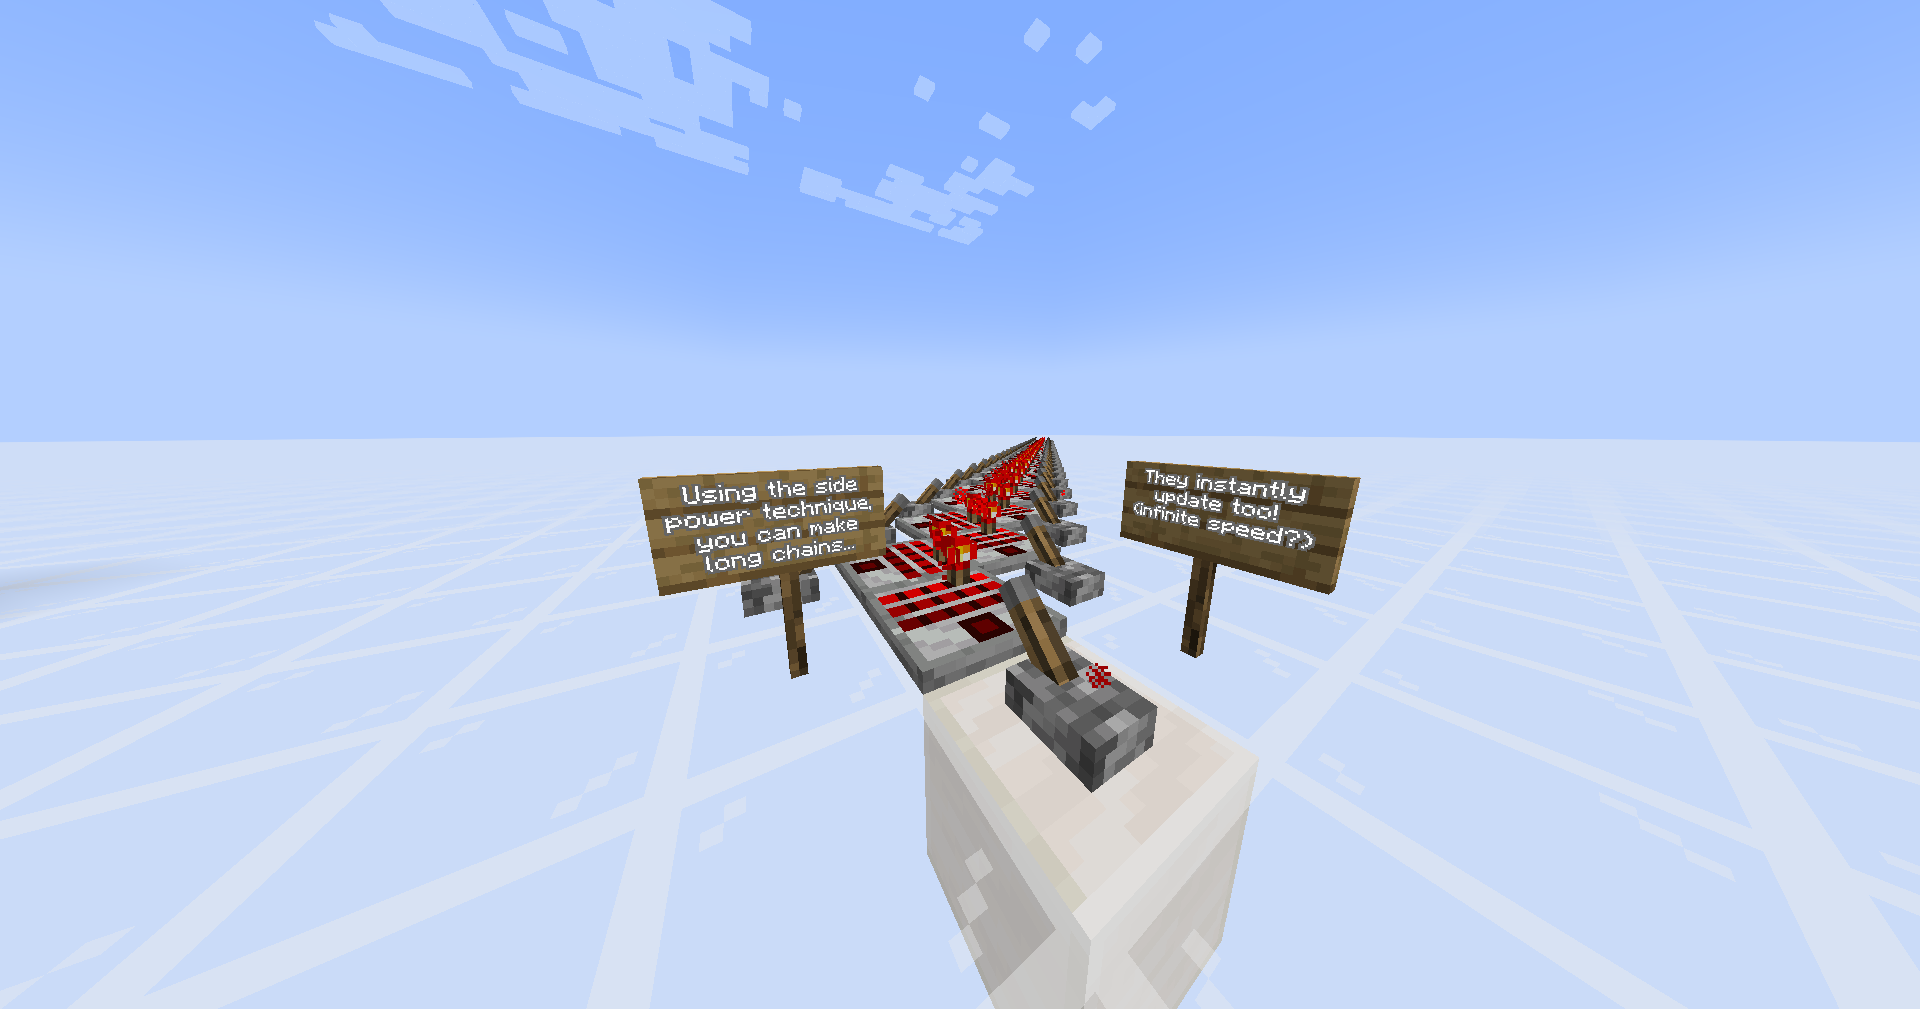 Using the side
power technique,
you can make
long chains...
They instantly
update too!
(infinite speed?)